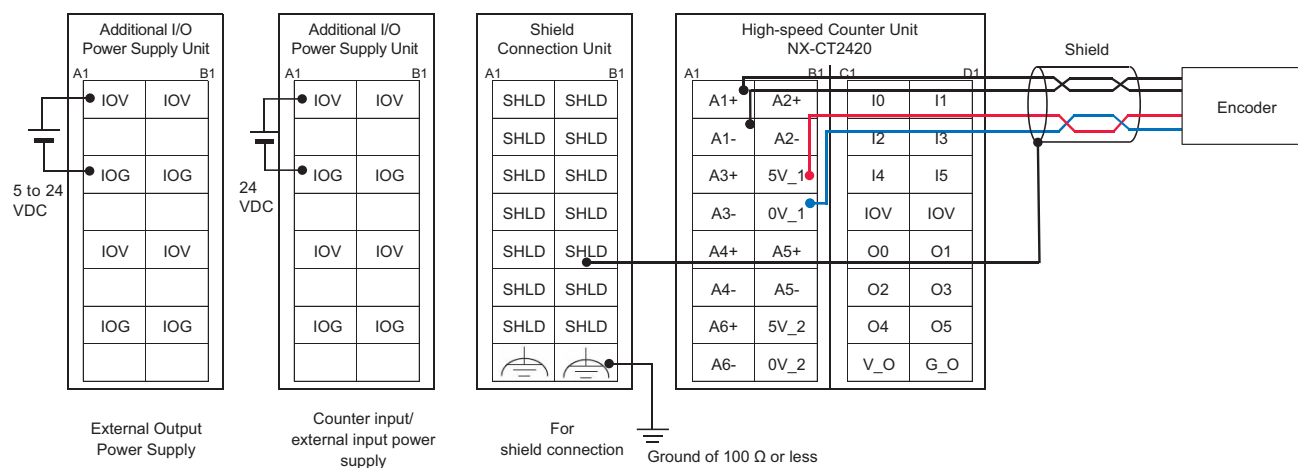 Additional I/O
Power Supply Unit
A1 B1
IOV IOV
IOG IOG
IOV IOV
IOG IOG
5 to 24
VDC
External Output
Power Supply
Additional I/O
Power Supply Unit
A1 B1
IOV IOV
IOG IOG
IOV IOV
IOG IOG
24
VDC
Counter input/
external input power
supply
Shield
Connection Unit
A1 B1
SHLD SHLD
SHLD SHLD
SHLD SHLD
SHLD SHLD
SHLD SHLD
SHLD SHLD
SHLD SHLD
For
shield connection
Ground of 100 Ω or less
High-speed Counter Unit
NX-CT2420
A1 B1 C1 D1
A1+ A2+ I0 I1
A1- A2- I2 I3
A3+ 5V_1 I4 I5
A3- 0V_1 IOV IOV
A4+ A5+ O0 O1
A4- A5- O2 O3
A6+ 5V_2 O4 O5
A6- 0V_2 V_O G_O
Shield
Encoder